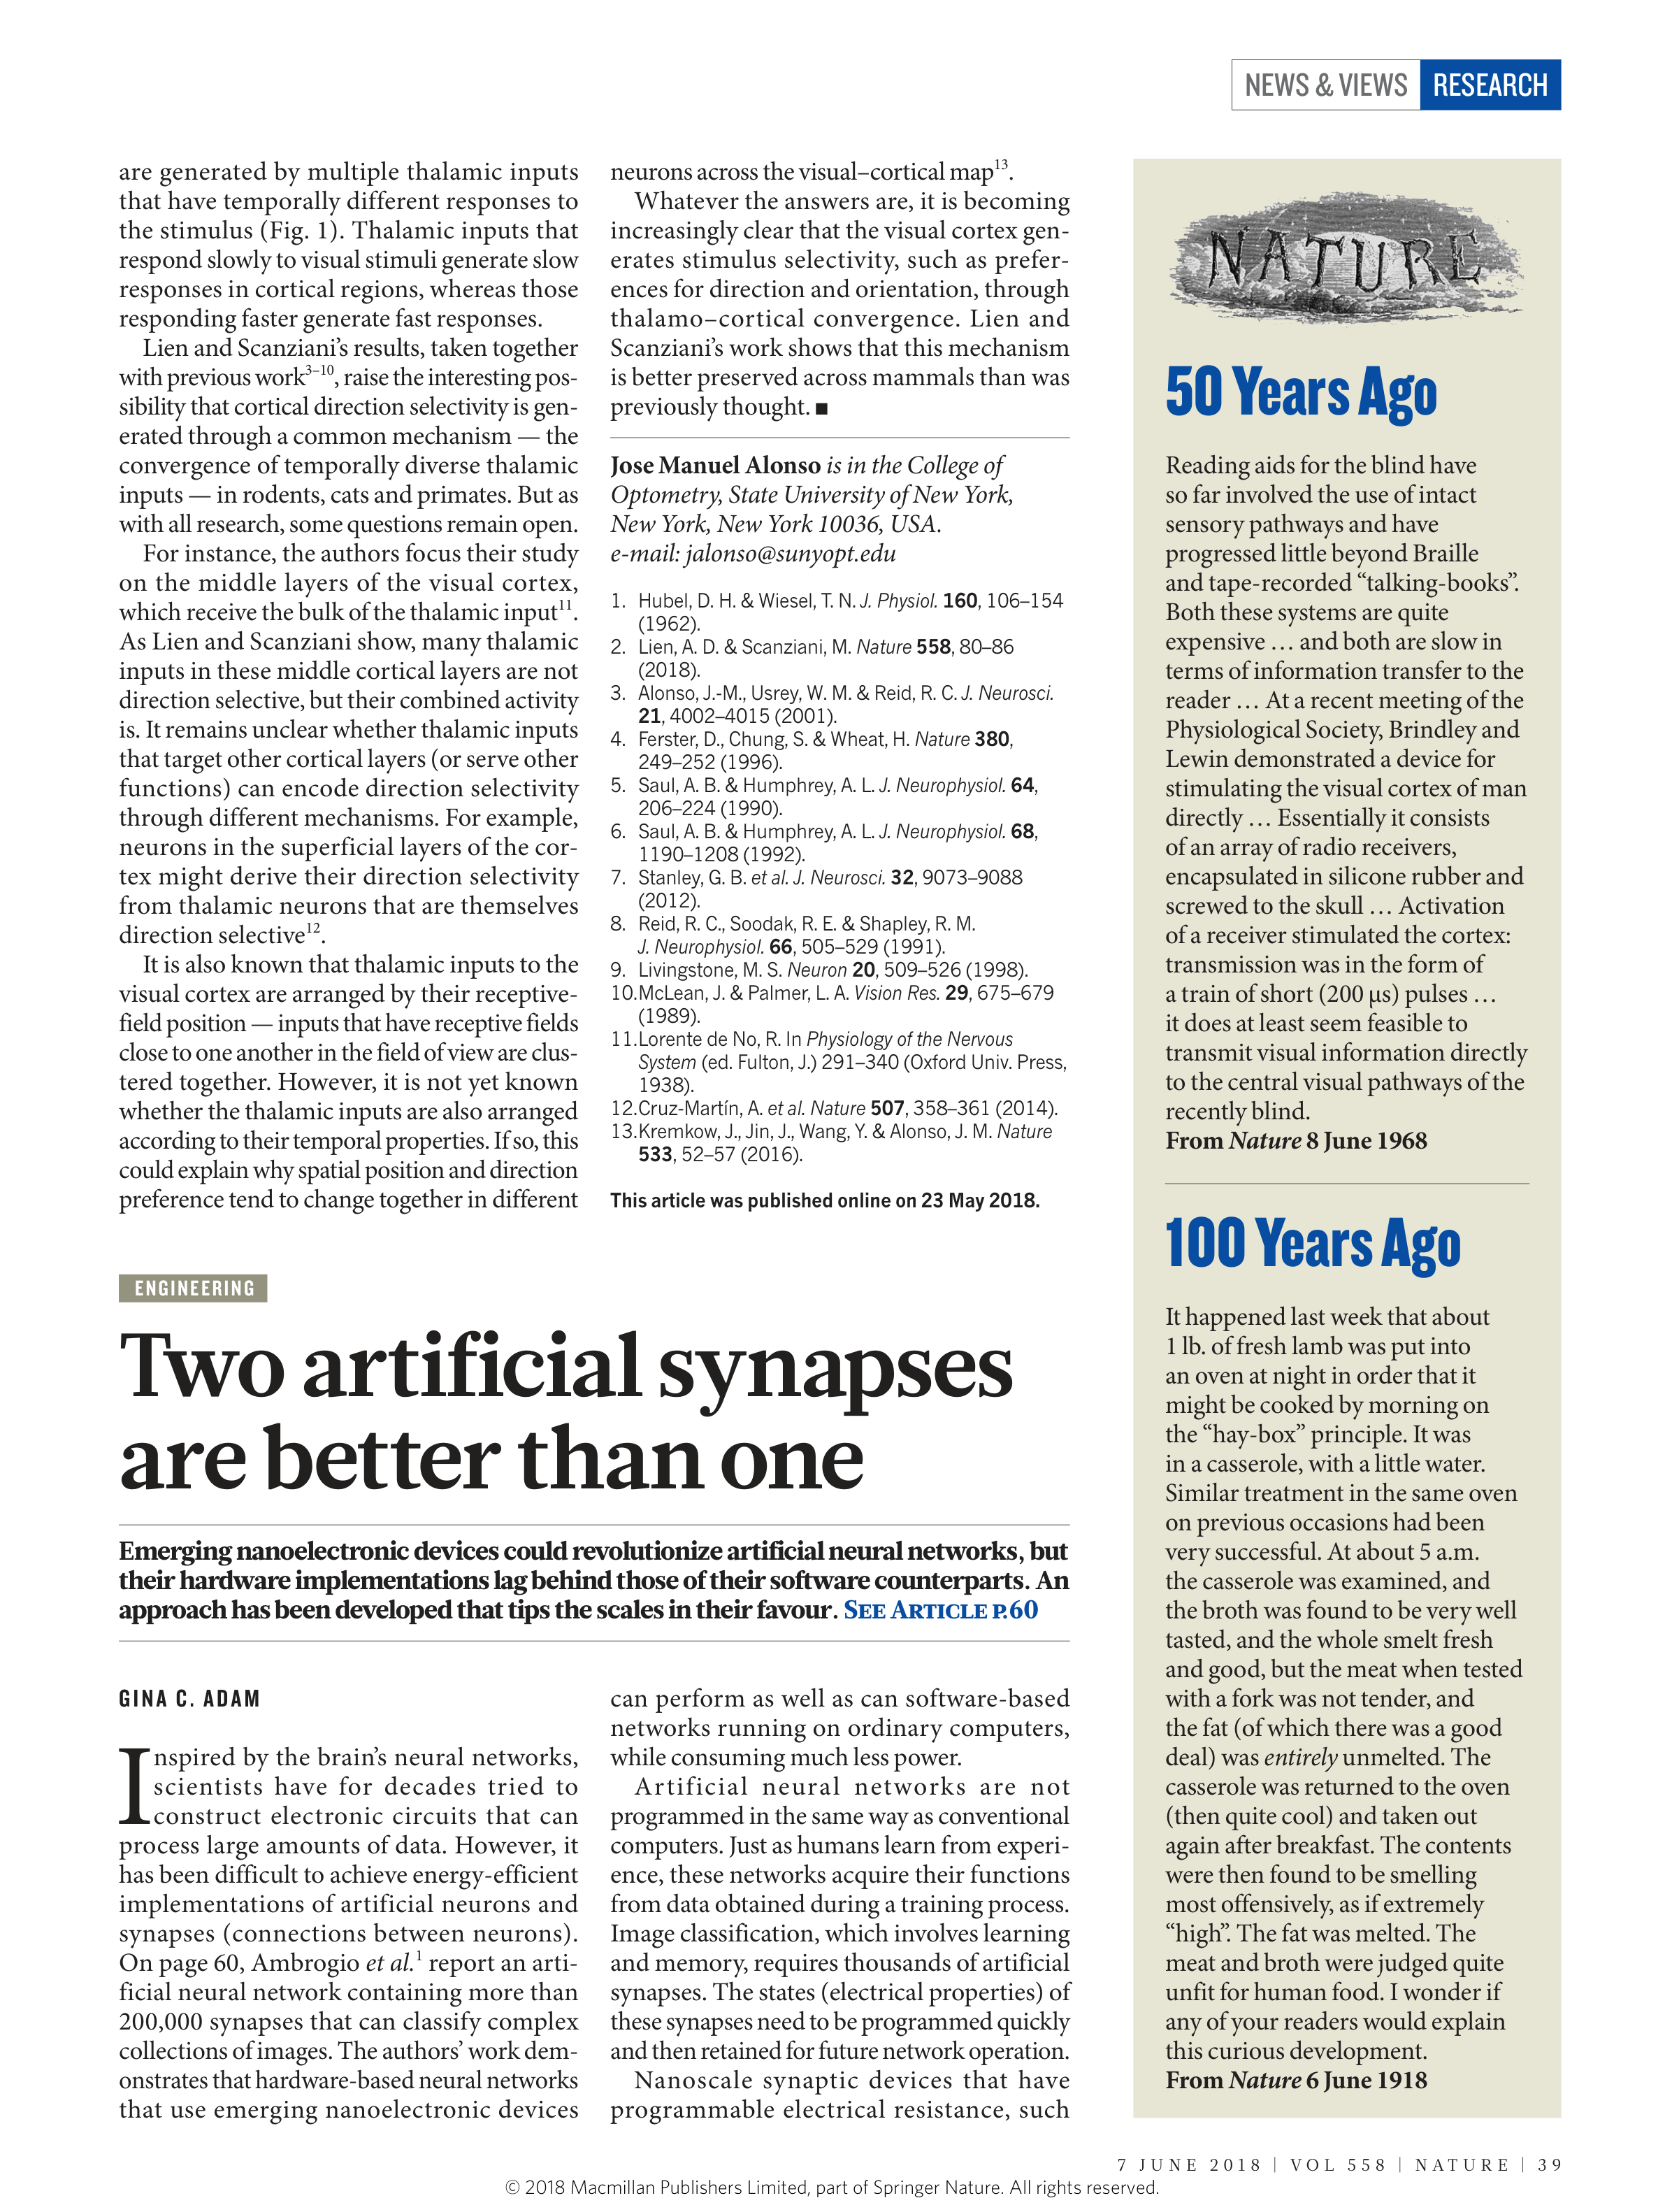 NEWS & VIEWS RESEARCH
are generated by multiple thalamic inputs
that have temporally different responses to
the stimulus (Fig. 1). Thalamic inputs that
respond slowly to visual stimuli generate slow
responses in cortical regions, whereas those
responding faster generate fast responses.
Lien and Scanziani’s results, taken together
with previous work3–10, raise the interesting pos-
sibility that cortical direction selectivity is gen-
erated through a common mechanism — the
convergence of temporally diverse thalamic
inputs — in rodents, cats and primates. But as
with all research, some questions remain open.
For instance, the authors focus their study
on the middle layers of the visual cortex,
which receive the bulk of the thalamic input11.
As Lien and Scanziani show, many thalamic
inputs in these middle cortical layers are not
direction selective, but their combined activity
is. It remains unclear whether thalamic inputs
that target other cortical layers (or serve other
functions) can encode direction selectivity
through different mechanisms. For example,
neurons in the superficial layers of the cor-
tex might derive their direction selectivity
from thalamic neurons that are themselves
direction selective12.
It is also known that thalamic inputs to the
visual cortex are arranged by their receptive-
field position — inputs that have receptive fields
close to one another in the field of view are clus-
tered together. However, it is not yet known
whether the thalamic inputs are also arranged
according to their temporal properties. If so, this
could explain why spatial position and direction
preference tend to change together in different
neurons across the visual–cortical map13.
Whatever the answers are, it is becoming
increasingly clear that the visual cortex gen-
erates stimulus selectivity, such as prefer-
ences for direction and orientation, through
thalamo–cortical convergence. Lien and
Scanziani’s work shows that this mechanism
is better preserved across mammals than was
previously thought. ■
Jose Manuel Alonso is in the College of
Optometry, State University of New York,
New York, New York 10036, USA.
e-mail: jalonso@sunyopt.edu
1. Hubel, D. H. & Wiesel, T. N. J. Physiol. 160, 106–154
(1962).
2. Lien, A. D. & Scanziani, M. Nature 558, 80–86
(2018).
3. Alonso, J.-M., Usrey, W. M. & Reid, R. C. J. Neurosci.
21, 4002–4015 (2001).
4. Ferster, D., Chung, S. & Wheat, H. Nature 380,
249–252 (1996).
5. Saul, A. B. & Humphrey, A. L. J. Neurophysiol. 64,
206–224 (1990).
6. Saul, A. B. & Humphrey, A. L. J. Neurophysiol. 68,
1190–1208 (1992).
7. Stanley, G. B. et al. J. Neurosci. 32, 9073–9088
(2012).
8. Reid, R. C., Soodak, R. E. & Shapley, R. M.
J. Neurophysiol. 66, 505–529 (1991).
9. Livingstone, M. S. Neuron 20, 509–526 (1998).
10.McLean, J. & Palmer, L. A. Vision Res. 29, 675–679
(1989).
11.Lorente de No, R. In Physiology of the Nervous
System (ed. Fulton, J.) 291–340 (Oxford Univ. Press,
1938).
12.Cruz-Martín, A. et al. Nature 507, 358–361 (2014).
13.Kremkow, J., Jin, J., Wang, Y. & Alonso, J. M. Nature
533, 52–57 (2016).
This article was published online on 23 May 2018.
ENGINEERING
Two artificial synapses
are better than one
Emerging nanoelectronic devices could revolutionize artificial neural networks, but
their hardware implementations lag behind those of their software counterparts. An
approach has been developed that tips the scales in their favour. SEE ARTICLE P.60
GINA C. ADAM
Inspired by the brain’s neural networks,
scientists have for decades tried to
construct electronic circuits that can
process large amounts of data. However, it
has been difficult to achieve energy-efficient
implementations of artificial neurons and
synapses (connections between neurons).
On page 60, Ambrogio et al.1 report an arti-
ficial neural network containing more than
200,000 synapses that can classify complex
collections of images. The authors’ work dem-
onstrates that hardware-based neural networks
that use emerging nanoelectronic devices
can perform as well as can software-based
networks running on ordinary computers,
while consuming much less power.
Artificial neural networks are not
programmed in the same way as conventional
computers. Just as humans learn from experi-
ence, these networks acquire their functions
from data obtained during a training process.
Image classification, which involves learning
and memory, requires thousands of artificial
synapses. The states (electrical properties) of
these synapses need to be programmed quickly
and then retained for future network operation.
Nanoscale synaptic devices that have
programmable electrical resistance, such
NATURE
50 Years Ago
Reading aids for the blind have
so far involved the use of intact
sensory pathways and have
progressed little beyond Braille
and tape-recorded “talking-books”.
Both these systems are quite
expensive … and both are slow in
terms of information transfer to the
reader … At a recent meeting of the
Physiological Society, Brindley and
Lewin demonstrated a device for
stimulating the visual cortex of man
directly … Essentially it consists
of an array of radio receivers,
encapsulated in silicone rubber and
screwed to the skull … Activation
of a receiver stimulated the cortex:
transmission was in the form of
a train of short (200 μs) pulses …
it does at least seem feasible to
transmit visual information directly
to the central visual pathways of the
recently blind.
From Nature 8 June 1968
100 Years Ago
It happened last week that about
1 lb. of fresh lamb was put into
an oven at night in order that it
might be cooked by morning on
the “hay-box” principle. It was
in a casserole, with a little water.
Similar treatment in the same oven
on previous occasions had been
very successful. At about 5 a.m.
the casserole was examined, and
the broth was found to be very well
tasted, and the whole smelt fresh
and good, but the meat when tested
with a fork was not tender, and
the fat (of which there was a good
deal) was entirely unmelted. The
casserole was returned to the oven
(then quite cool) and taken out
again after breakfast. The contents
were then found to be smelling
most offensively, as if extremely
“high”. The fat was melted. The
meat and broth were judged quite
unfit for human food. I wonder if
any of your readers would explain
this curious development.
From Nature 6 June 1918
7 JUNE 2018 | VOL 558 | NATURE | 39
© 2018 Macmillan Publishers Limited, part of Springer Nature. All rights reserved.